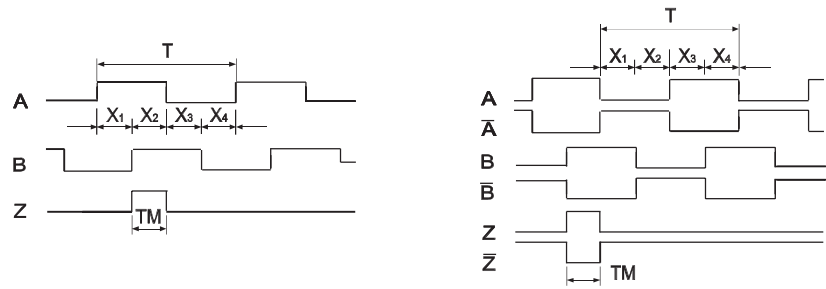 T
A
X₁ X₂ X₃ X₄
B
Z
TM
T
X₁ X₂ X₃ X₄
A
A̅
B
B̅
Z
Z̅
TM